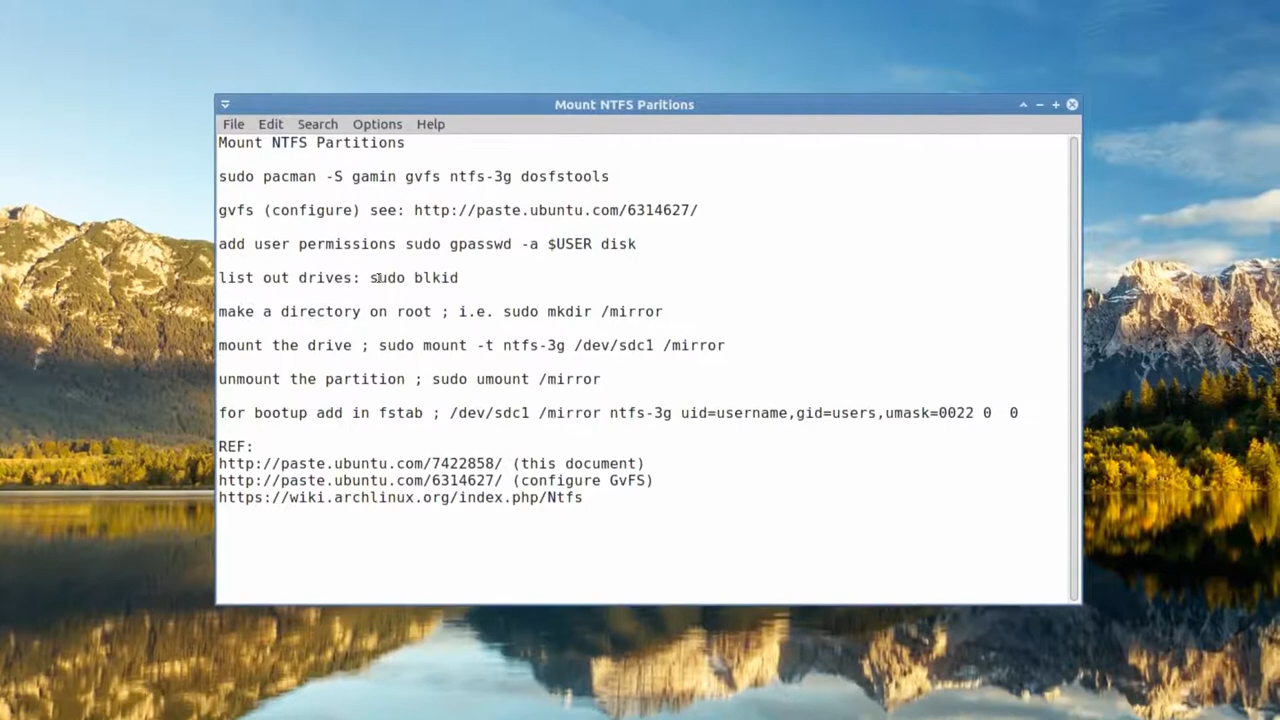 Mount NTFS Paritions
File Edit Search Options Help
Mount NTFS Partitions
sudo pacman -S gamin gvfs ntfs-3g dosfstools
gvfs (configure) see: http://paste.ubuntu.com/6314627/
add user permissions sudo gpasswd -a $USER disk
list out drives: sudo blkid
make a directory on root ; i.e. sudo mkdir /mirror
mount the drive ; sudo mount -t ntfs-3g /dev/sdc1 /mirror
unmount the partition ; sudo umount /mirror
for bootup add in fstab ; /dev/sdc1 /mirror ntfs-3g uid=username,gid=users,umask=0022 0  0
REF:
http://paste.ubuntu.com/7422858/ (this document)
http://paste.ubuntu.com/6314627/ (configure GvFS)
https://wiki.archlinux.org/index.php/Ntfs